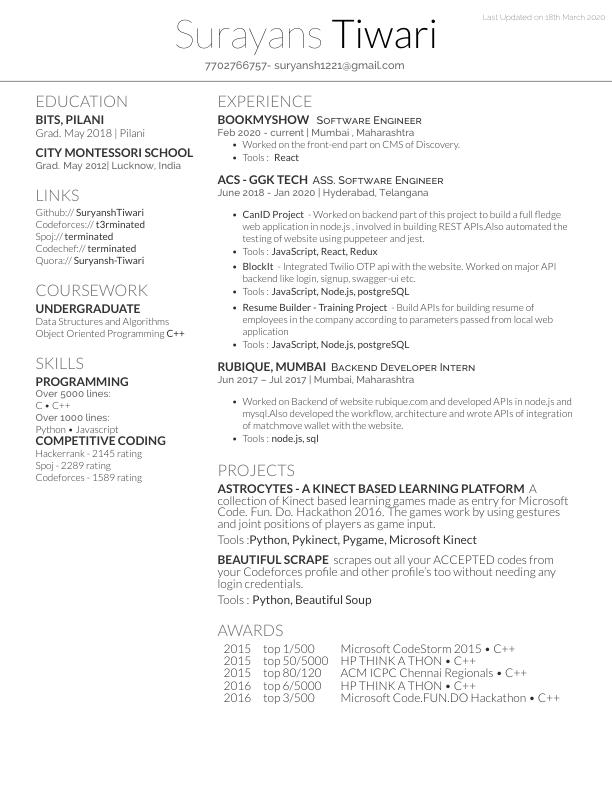 Last Updated on 18th March 2020
Surayans Tiwari
7702766757- suryansh1221@gmail.com
EDUCATION
BITS, PILANI
Grad. May 2018 | Pilani
CITY MONTESSORI SCHOOL
Grad. May 2012| Lucknow, India
LINKS
Github:// SuryanshTiwari
Codeforces:// t3rminated
Spoj:// terminated
Codechef:// terminated
Quora:// Suryansh-Tiwari
COURSEWORK
UNDERGRADUATE
Data Structures and Algorithms
Object Oriented Programming C++
SKILLS
PROGRAMMING
Over 5000 lines:
C • C++
Over 1000 lines:
Python • Javascript
COMPETITIVE CODING
Hackerrank - 2145 rating
Spoj - 2289 rating
Codeforces - 1589 rating
EXPERIENCE
BOOKMYSHOW Software Engineer
Feb 2020 - current | Mumbai , Maharashtra
• Worked on the front-end part on CMS of Discovery.
• Tools : React
ACS - GGK TECH Ass. Software Engineer
June 2018 - Jan 2020 | Hyderabad, Telangana
• CanID Project - Worked on backend part of this project to build a full fledge
web application in node.js , involved in building REST APIs.Also automated the
testing of website using puppeteer and jest.
• Tools : JavaScript, React, Redux
• BlockIt - Integrated Twilio OTP api with the website. Worked on major API
backend like login, signup, swagger-ui etc.
• Tools : JavaScript, Node.js, postgreSQL
• Resume Builder - Training Project - Build APIs for building resume of
employees in the company according to parameters passed from local web
application
• Tools : JavaScript, Node.js, postgreSQL
RUBIQUE, MUMBAI Backend Developer Intern
Jun 2017 – Jul 2017 | Mumbai, Maharashtra
• Worked on Backend of website rubique.com and developed APIs in node.js and
mysql.Also developed the workflow, architecture and wrote APIs of integration
of matchmove wallet with the website.
• Tools : node.js, sql
PROJECTS
ASTROCYTES - A KINECT BASED LEARNING PLATFORM A
collection of Kinect based learning games made as entry for Microsoft
Code. Fun. Do. Hackathon 2016. The games work by using gestures
and joint positions of players as game input.
Tools :Python, Pykinect, Pygame, Microsoft Kinect
BEAUTIFUL SCRAPE scrapes out all your ACCEPTED codes from
your Codeforces profile and other profile's too without needing any
login credentials.
Tools : Python, Beautiful Soup
AWARDS
2015 top 1/500 Microsoft CodeStorm 2015 • C++
2015 top 50/5000 HP THINK A THON • C++
2015 top 80/120 ACM ICPC Chennai Regionals • C++
2016 top 6/5000 HP THINK A THON • C++
2016 top 3/500 Microsoft Code.FUN.DO Hackathon • C++